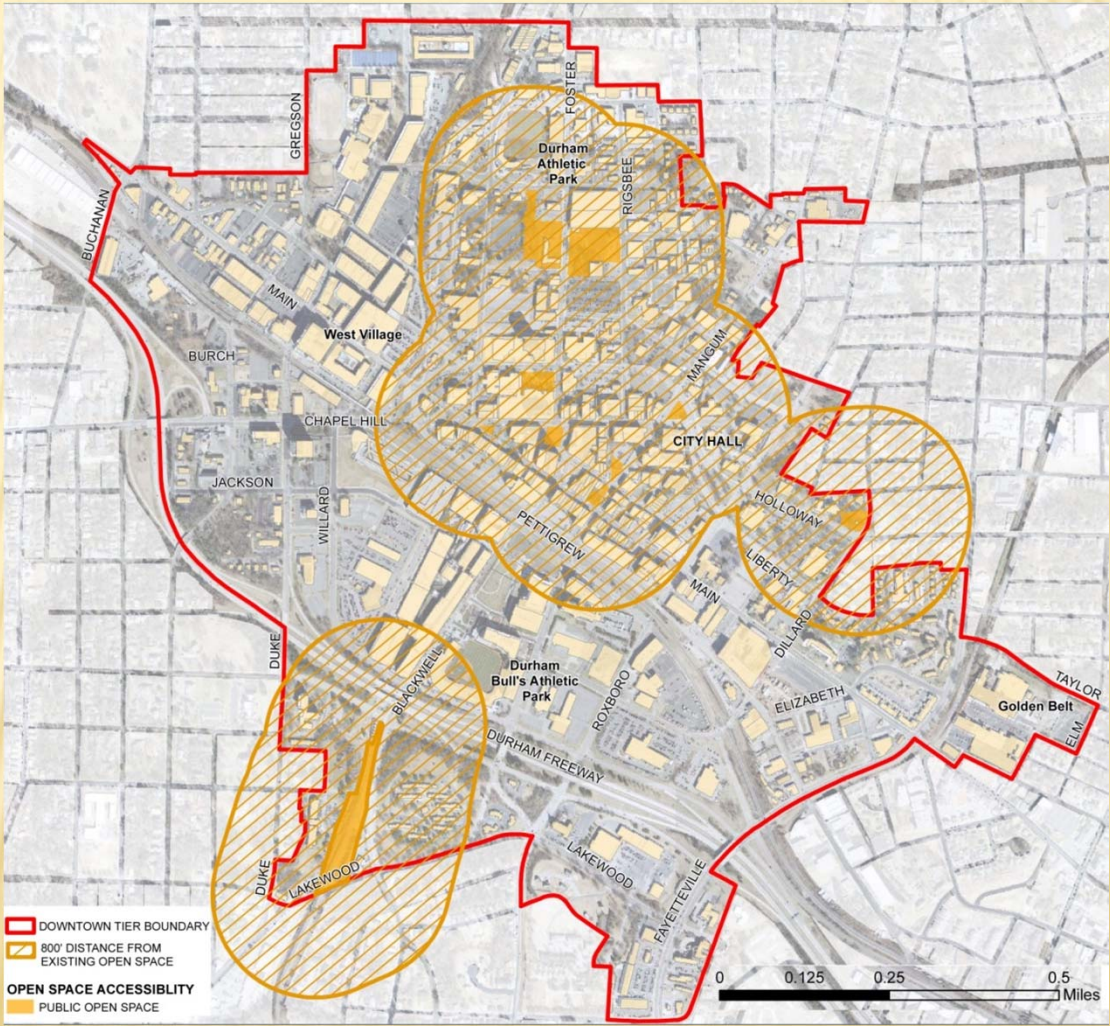 FOSTER
GREGSON
Durham
Athletic
Park
RIGSBEE
BUCHANAN
MAIN
West Village
MANGUM
BURCH
CHAPEL HILL
CITY HALL
JACKSON
WILLARD
HOLLOWAY
PETTIGREW
LIBERTY
MAIN
DILLARD
DUKE
BLACKWELL
Durham
Bull's Athletic
Park
ROXBORO
ELIZABETH
TAYLOR
Golden Belt
ELM
DURHAM FREEWAY
DUKE
LAKEWOOD
LAKEWOOD
FAYETTEVILLE
DOWNTOWN TIER BOUNDARY
800' DISTANCE FROM
EXISTING OPEN SPACE
OPEN SPACE ACCESSIBLITY
PUBLIC OPEN SPACE
0 0.125 0.25 0.5
Miles